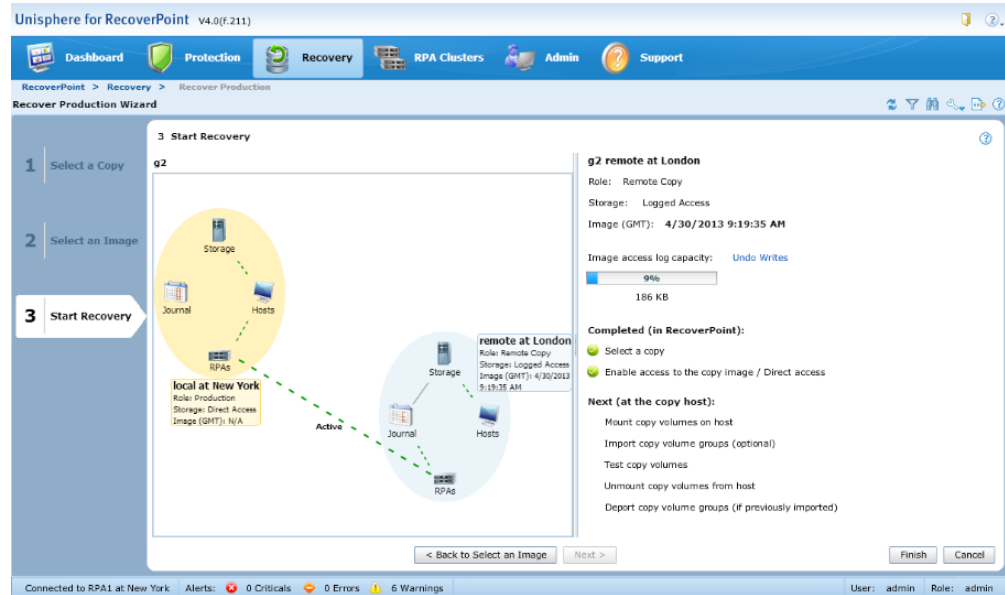 Unisphere for RecoverPoint V4.0(f.211)
Dashboard Protection Recovery RPA Clusters Admin Support
RecoverPoint > Recovery > Recover Production
Recover Production Wizard
1 Select a Copy
2 Select an Image
3 Start Recovery
3 Start Recovery
g2
Storage
Journal
Hosts
RPAs
local at New York
Role: Production
Storage: Direct Access
Image (GMT): N/A
Active
Storage
remote at London
Role: Remote Copy
Storage: Logged Access
Image (GMT): 4/30/2013
9:19:35 AM
Journal
Hosts
RPAs
g2 remote at London
Role: Remote Copy
Storage: Logged Access
Image (GMT): 4/30/2013 9:19:35 AM
Image access log capacity: Undo Writes
9%
186 KB
Completed (in RecoverPoint):
Select a copy
Enable access to the copy image / Direct access
Next (at the copy host):
Mount copy volumes on host
Import copy volume groups (optional)
Test copy volumes
Unmount copy volumes from host
Deport copy volume groups (if previously imported)
< Back to Select an Image Next > Finish Cancel
Connected to RPA1 at New York Alerts: 0 Criticals 0 Errors 6 Warnings User: admin Role: admin